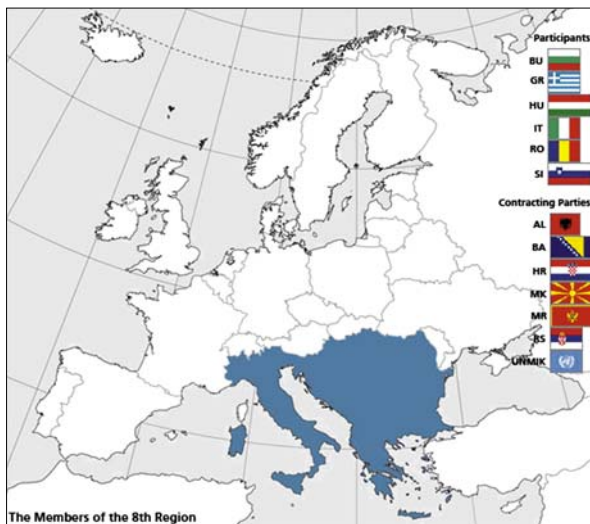 Participants
BU
GR
HU
IT
RO
SI
Contracting Parties
AL
BA
HR
MK
MR
RS
UNMIK
The Members of the 8th Region